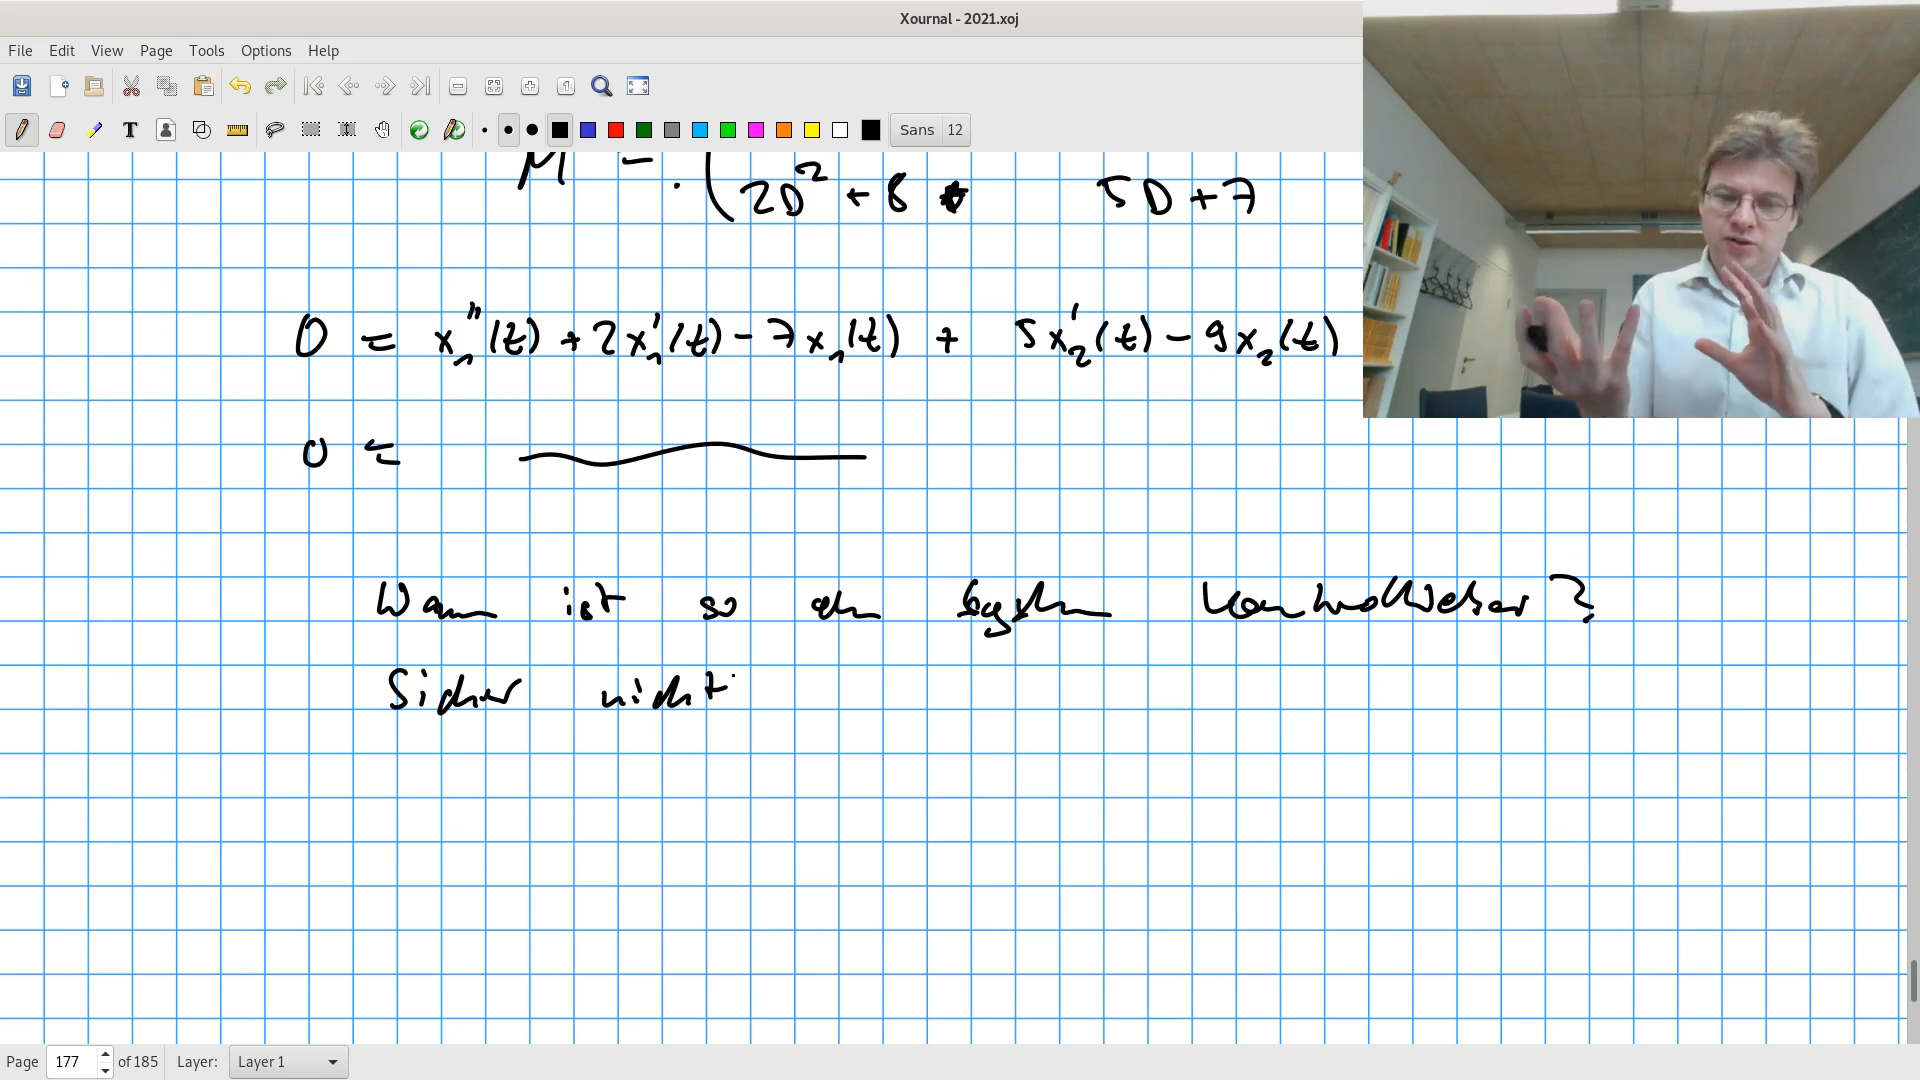 Xournal - 2021.xoj
File Edit View Page Tools Options Help
Sans 12
M = (
2D² + 8 5D + 7
0 = x₁''(t) + 2x₁'(t) - 7x₁(t) + 5x₂'(t) - 9x₂(t)
0 =
Wann ist so ein System kontrollierbar?
Sicher nicht
Page 177 of 185 Layer: Layer 1